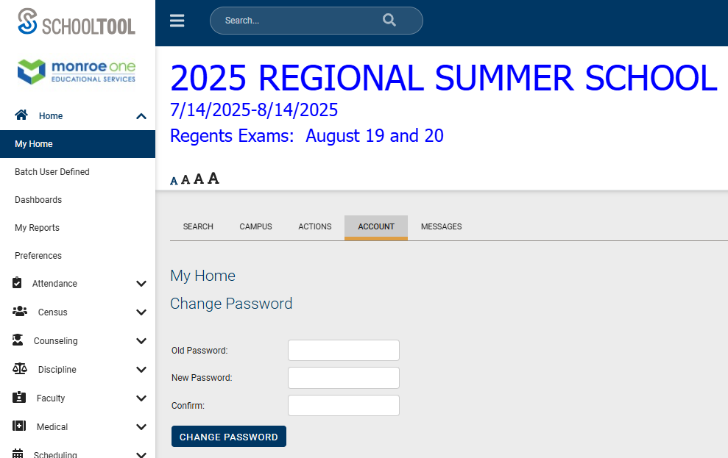 SCHOOLTOOL
monroe one
EDUCATIONAL SERVICES
Home
My Home
Batch User Defined
Dashboards
My Reports
Preferences
Attendance
Census
Counseling
Discipline
Faculty
Medical
Scheduling
Search...
2025 REGIONAL SUMMER SCHOOL
7/14/2025-8/14/2025
Regents Exams:  August 19 and 20
A A A A
SEARCH CAMPUS ACTIONS ACCOUNT MESSAGES
My Home
Change Password
Old Password:
New Password:
Confirm:
CHANGE PASSWORD